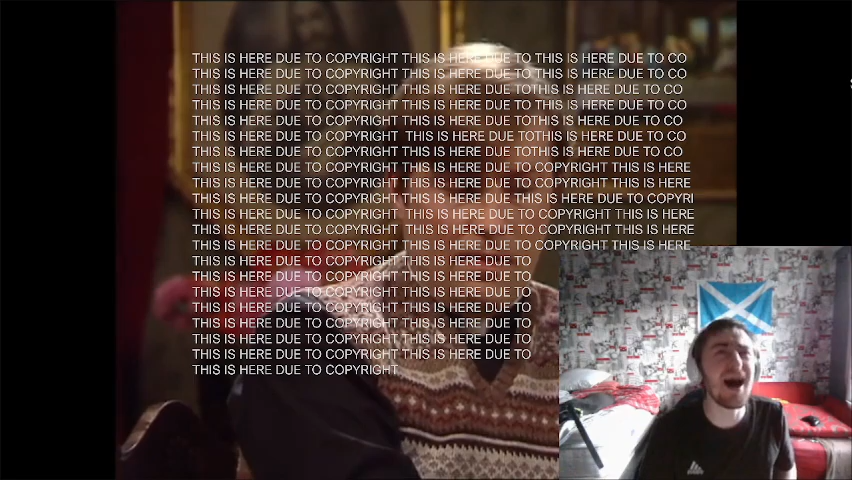 THIS IS HERE DUE TO COPYRIGHT THIS IS HERE DUE TO THIS IS HERE DUE TO CO
THIS IS HERE DUE TO COPYRIGHT THIS IS HERE DUE TO THIS IS HERE DUE TO CO
THIS IS HERE DUE TO COPYRIGHT THIS IS HERE DUE TOTHIS IS HERE DUE TO CO
THIS IS HERE DUE TO COPYRIGHT THIS IS HERE DUE TO THIS IS HERE DUE TO CO
THIS IS HERE DUE TO COPYRIGHT THIS IS HERE DUE TOTHIS IS HERE DUE TO CO
THIS IS HERE DUE TO COPYRIGHT THIS IS HERE DUE TOTHIS IS HERE DUE TO CO
THIS IS HERE DUE TO COPYRIGHT THIS IS HERE DUE TOTHIS IS HERE DUE TO CO
THIS IS HERE DUE TO COPYRIGHT THIS IS HERE DUE TO COPYRIGHT THIS IS HERE
THIS IS HERE DUE TO COPYRIGHT THIS IS HERE DUE TO COPYRIGHT THIS IS HERE
THIS IS HERE DUE TO COPYRIGHT THIS IS HERE DUE THIS IS HERE DUE TO COPYRI
THIS IS HERE DUE TO COPYRIGHT THIS IS HERE DUE TO COPYRIGHT THIS IS HERE
THIS IS HERE DUE TO COPYRIGHT THIS IS HERE DUE TO COPYRIGHT THIS IS HERE
THIS IS HERE DUE TO COPYRIGHT THIS IS HERE DUE TO COPYRIGHT THIS IS HERE
THIS IS HERE DUE TO COPYRIGHT THIS IS HERE DUE TO
THIS IS HERE DUE TO COPYRIGHT THIS IS HERE DUE TO
THIS IS HERE DUE TO COPYRIGHT THIS IS HERE DUE TO
THIS IS HERE DUE TO COPYRIGHT THIS IS HERE DUE TO
THIS IS HERE DUE TO COPYRIGHT THIS IS HERE DUE TO
THIS IS HERE DUE TO COPYRIGHT THIS IS HERE DUE TO
THIS IS HERE DUE TO COPYRIGHT THIS IS HERE DUE TO
THIS IS HERE DUE TO COPYRIGHT